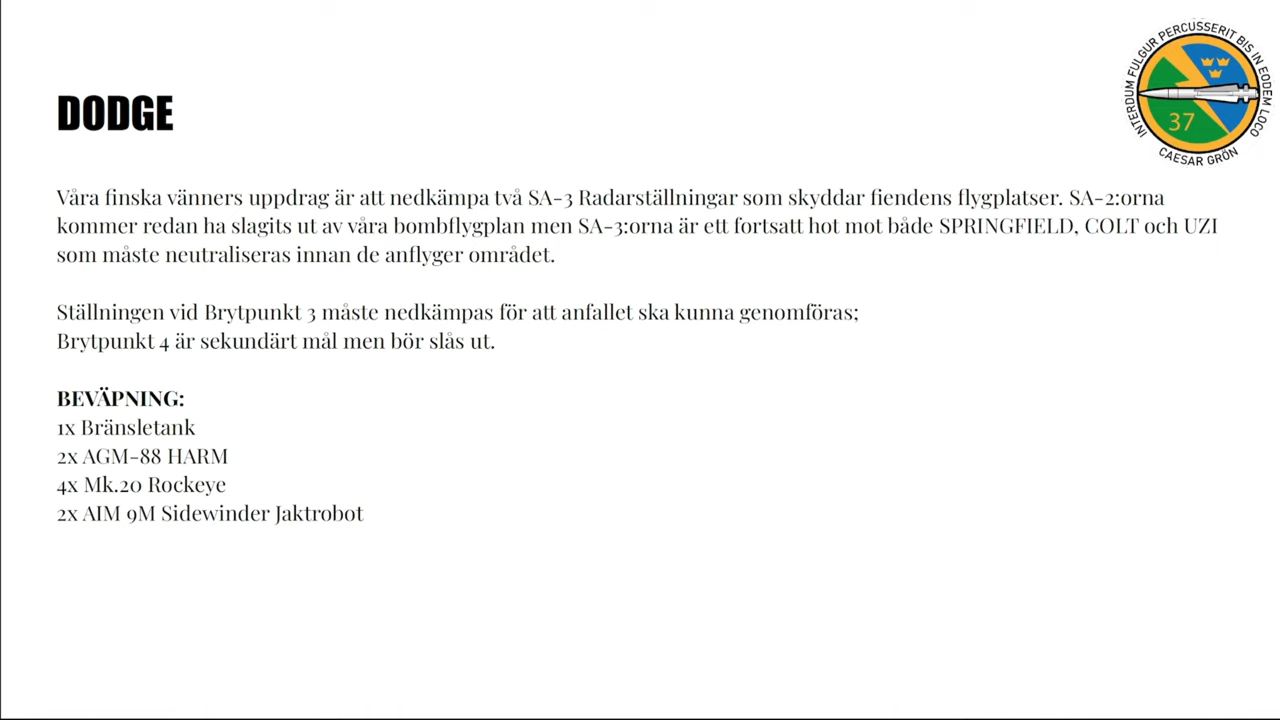 INTERDUM FULGUR PERCUSSERIT BIS IN EODEM LOCO
37
CAESAR GRÖN
DODGE
Våra finska vänners uppdrag är att nedkämpa två SA-3 Radarställningar som skyddar fiendens flygplatser. SA-2:orna
kommer redan ha slagits ut av våra bombflygplan men SA-3:orna är ett fortsatt hot mot både SPRINGFIELD, COLT och UZI
som måste neutraliseras innan de anflyger området.
Ställningen vid Brytpunkt 3 måste nedkämpas för att anfallet ska kunna genomföras;
Brytpunkt 4 är sekundärt mål men bör slås ut.
BEVÄPNING:
1x Bränsletank
2x AGM-88 HARM
4x Mk.20 Rockeye
2x AIM 9M Sidewinder Jaktrobot